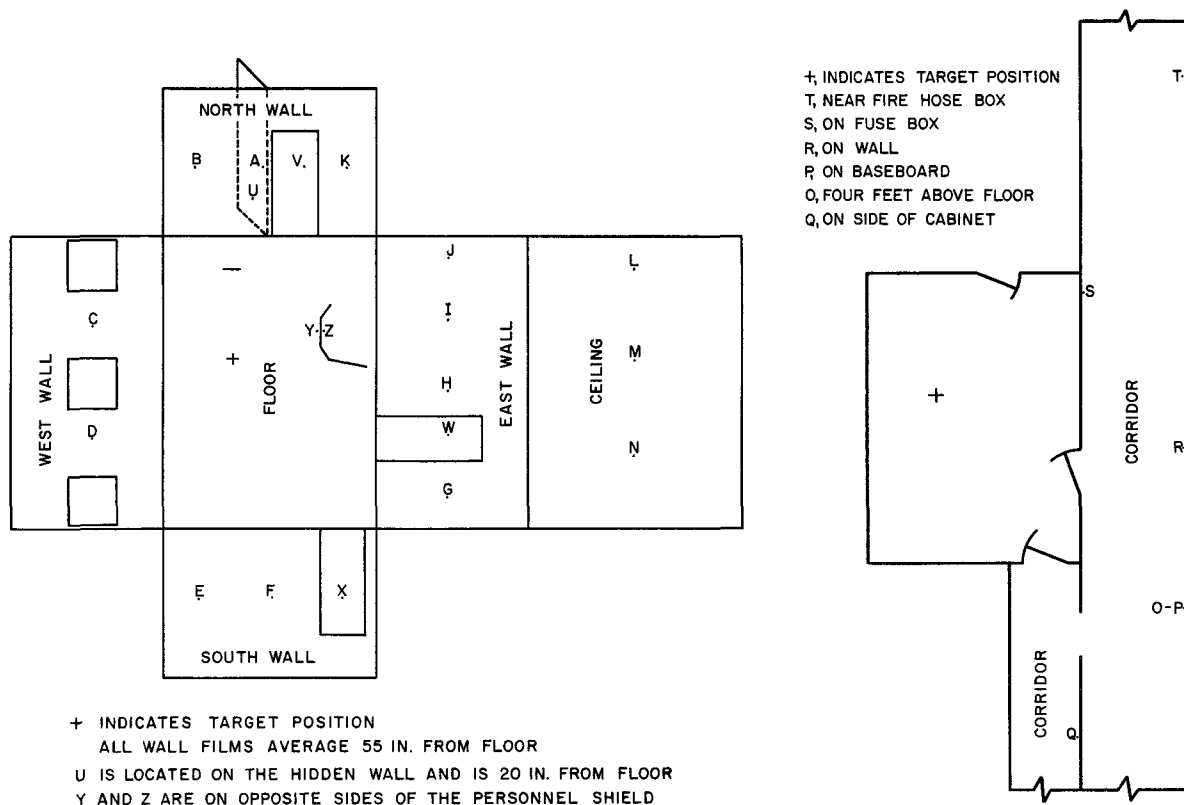 NORTH WALL
B
A
V
K
U
J
L
C
I
Y
Z
M
WEST WALL
FLOOR
H
EAST WALL
CEILING
D
W
N
G
E
F
X
SOUTH WALL
+ INDICATES TARGET POSITION
ALL WALL FILMS AVERAGE 55 IN. FROM FLOOR
U IS LOCATED ON THE HIDDEN WALL AND IS 20 IN. FROM FLOOR
Y AND Z ARE ON OPPOSITE SIDES OF THE PERSONNEL SHIELD
+, INDICATES TARGET POSITION
T, NEAR FIRE HOSE BOX
S, ON FUSE BOX
R, ON WALL
P, ON BASEBOARD
O, FOUR FEET ABOVE FLOOR
Q, ON SIDE OF CABINET
T
S
CORRIDOR
R
O-P
CORRIDOR
Q